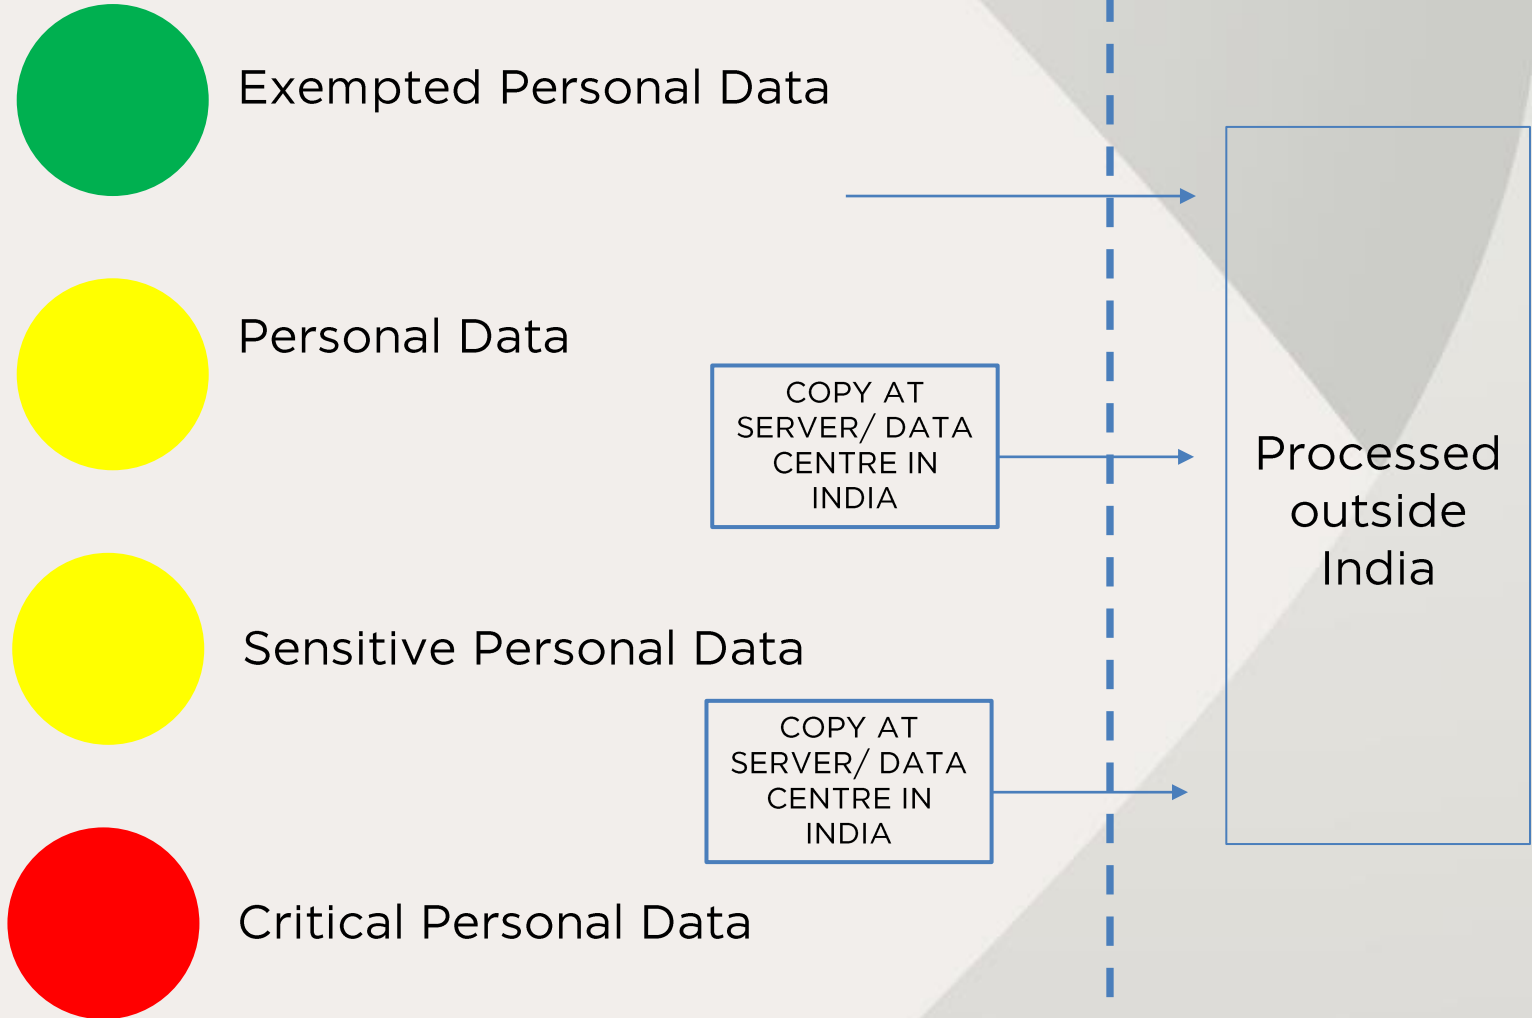 Exempted Personal Data
Personal Data
COPY AT
SERVER/ DATA
CENTRE IN
INDIA
Processed
outside
India
Sensitive Personal Data
COPY AT
SERVER/ DATA
CENTRE IN
INDIA
Critical Personal Data